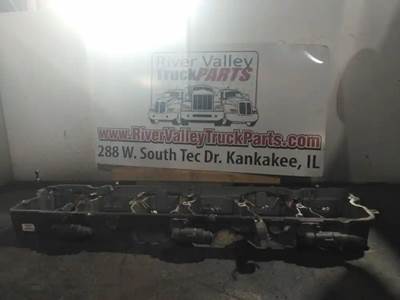 River Valley
TruckPARTS
www.RiverValleyTruckParts.com
288 W. South Tec Dr. Kankakee, IL